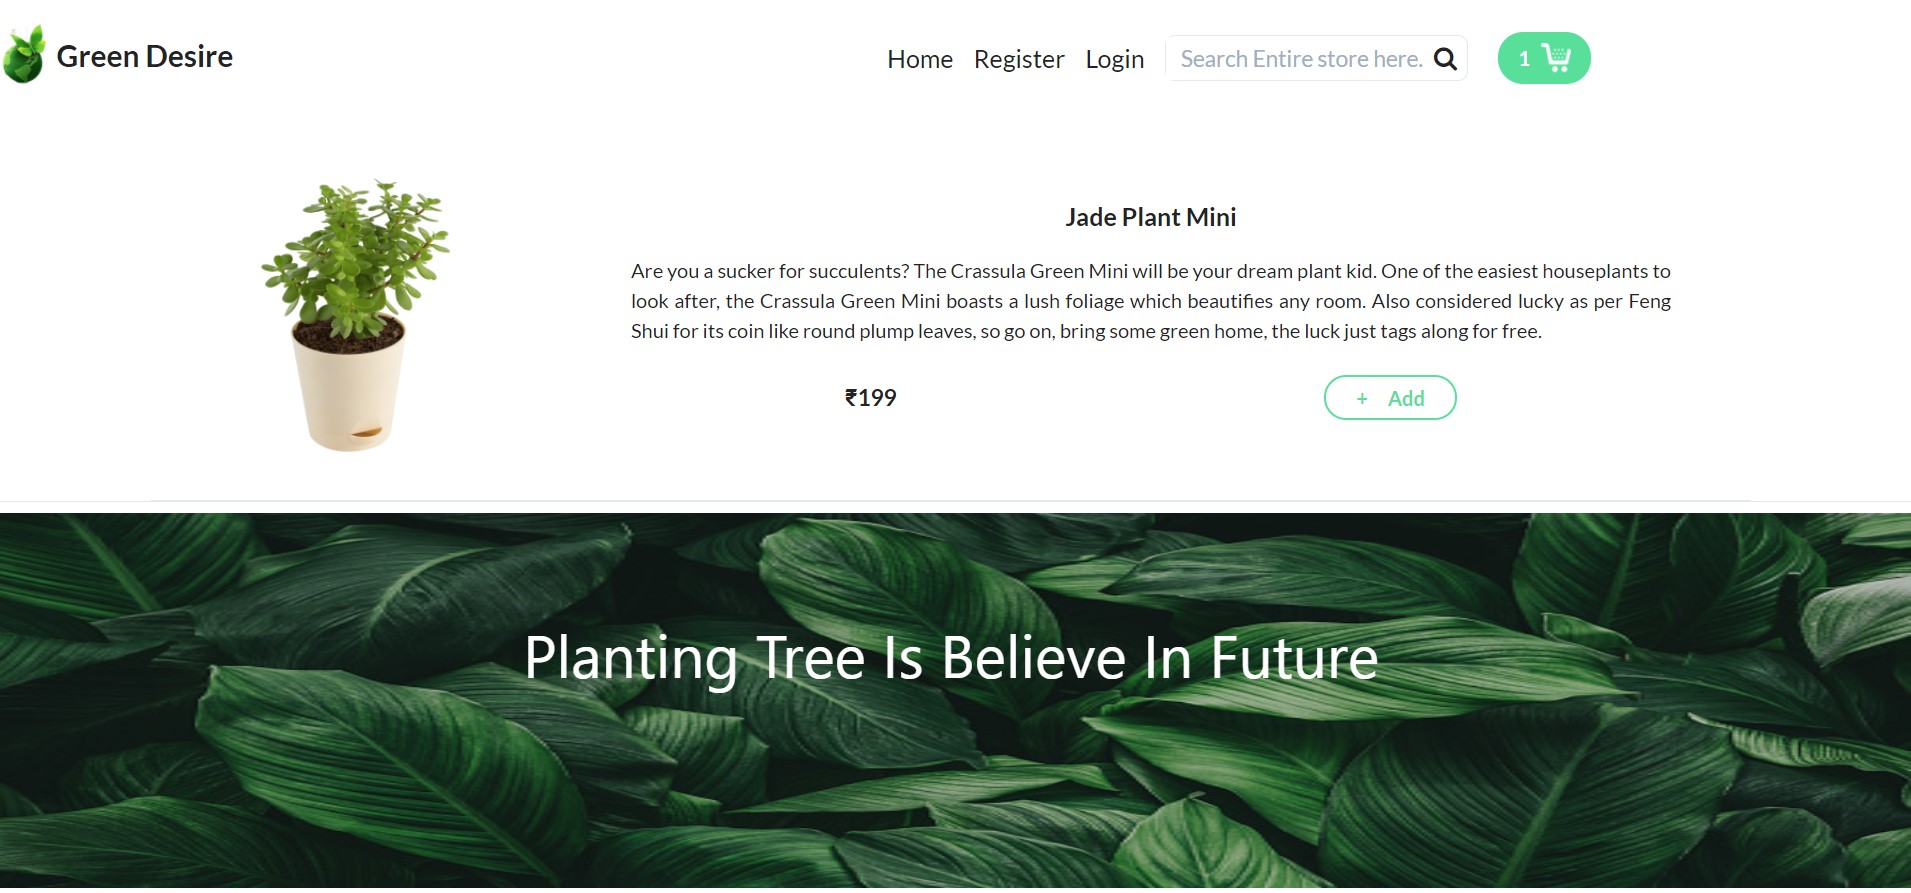 Green Desire
Home Register Login Search Entire store here. 1
Jade Plant Mini
Are you a sucker for succulents? The Crassula Green Mini will be your dream plant kid. One of the easiest houseplants to
look after, the Crassula Green Mini boasts a lush foliage which beautifies any room. Also considered lucky as per Feng
Shui for its coin like round plump leaves, so go on, bring some green home, the luck just tags along for free.
₹199 + Add
Planting Tree Is Believe In Future